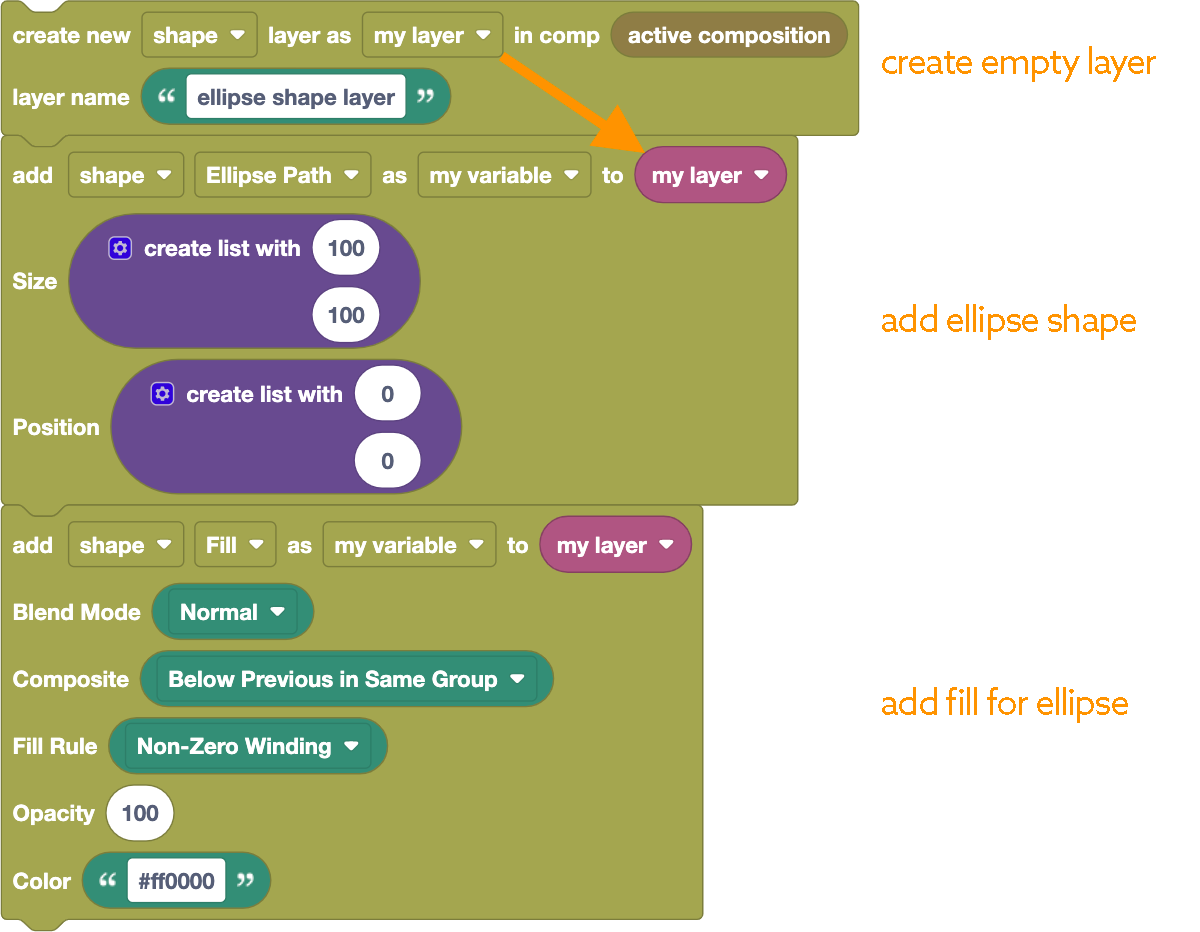 create new shape layer as my layer in comp active composition
create empty layer
layer name “ ellipse shape layer ”
add shape Ellipse Path as my variable to my layer
create list with 100
Size
100
add ellipse shape
create list with 0
Position
0
add shape Fill as my variable to my layer
Blend Mode Normal
Composite Below Previous in Same Group
add fill for ellipse
Fill Rule Non-Zero Winding
Opacity 100
Color “ #ff0000 ”